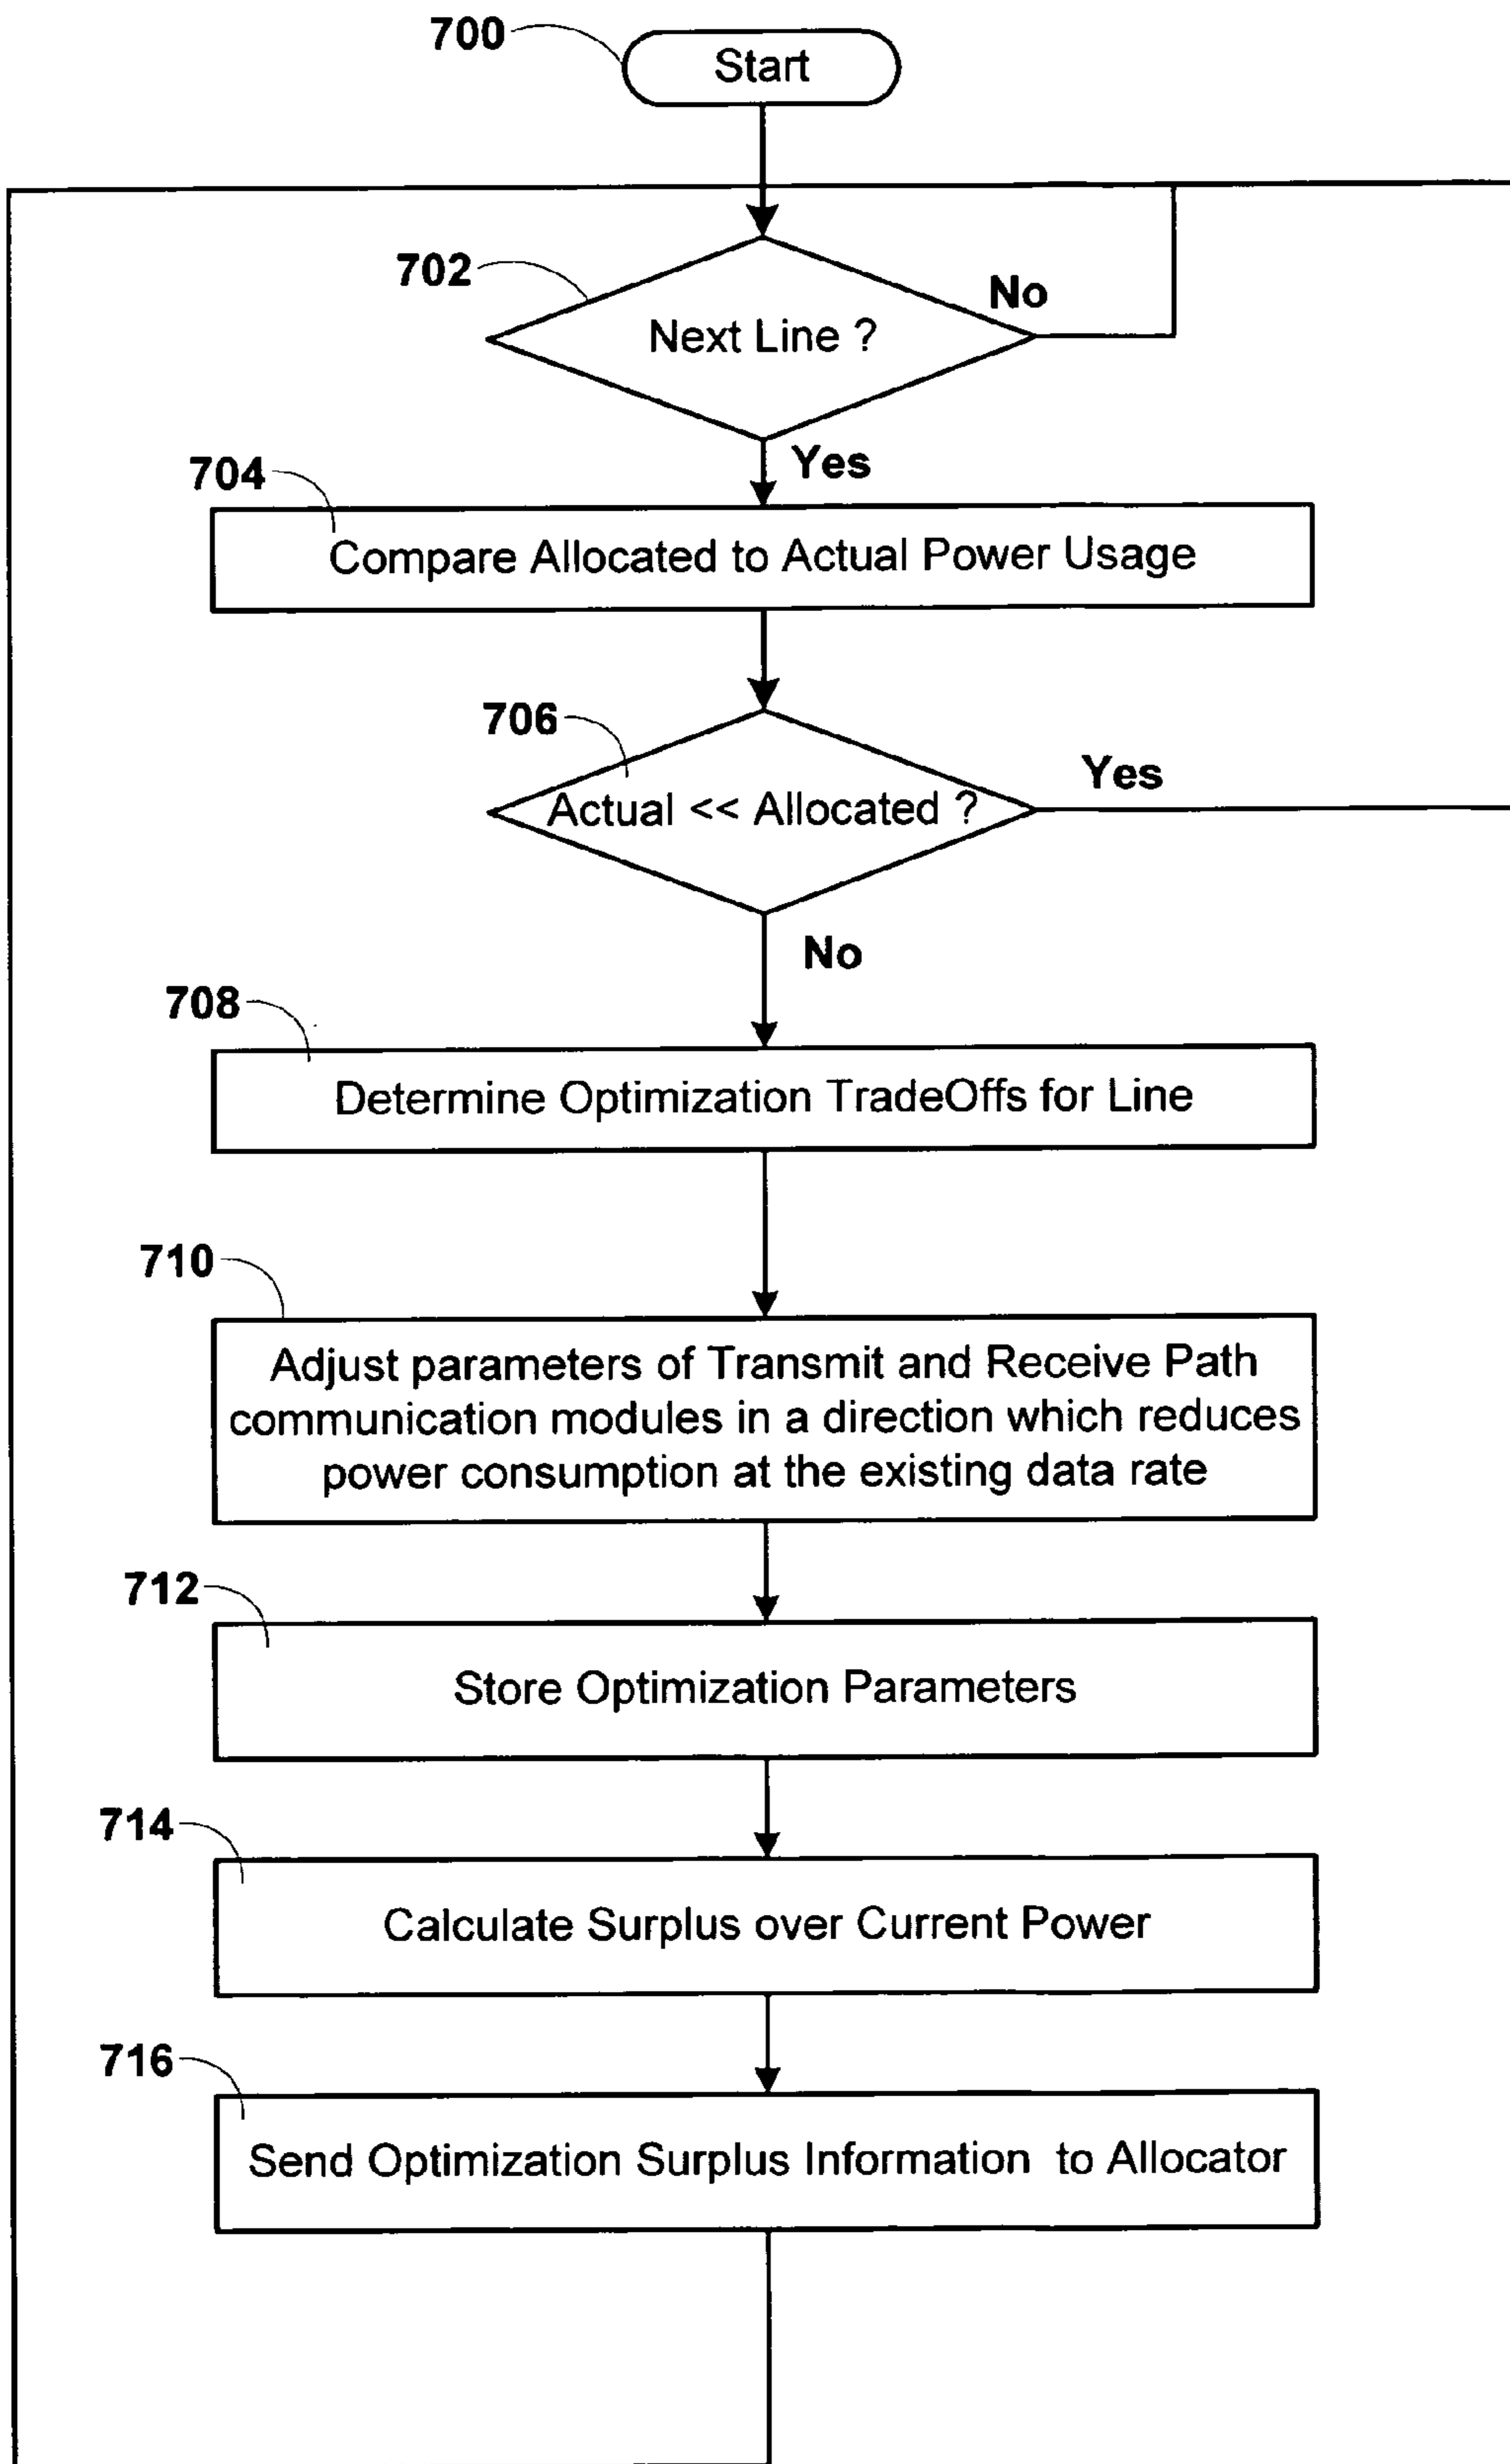 700
Start
702
No
Next Line ?
Yes
704
Compare Allocated to Actual Power Usage
706
Yes
Actual << Allocated ?
No
708
Determine Optimization TradeOffs for Line
710
Adjust parameters of Transmit and Receive Path
communication modules in a direction which reduces
power consumption at the existing data rate
712
Store Optimization Parameters
714
Calculate Surplus over Current Power
716
Send Optimization Surplus Information to Allocator